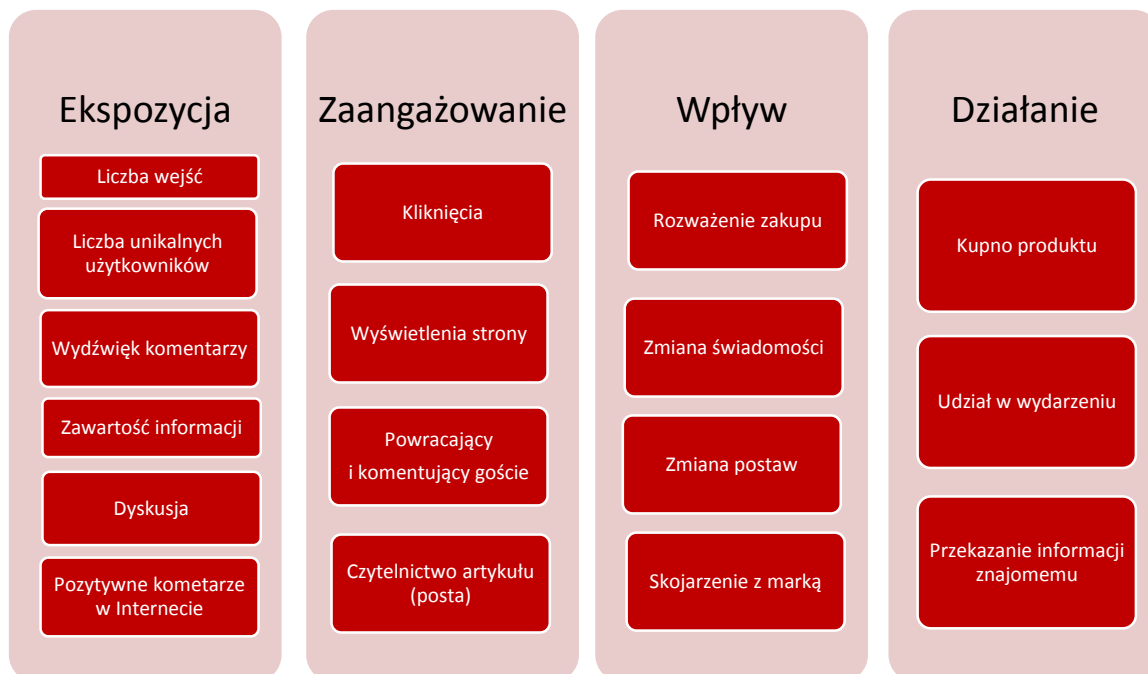 Ekspozycja
Liczba wejść
Liczba unikalnych
użytkowników
Wydźwięk komentarzy
Zawartość informacji
Dyskusja
Pozytywne kometarze
w Internecie
Zaangażowanie
Kliknięcia
Wyświetlenia strony
Powracający
i komentujący goście
Czytelnictwo artykułu
(posta)
Wpływ
Rozważenie zakupu
Zmiana świadomości
Zmiana postaw
Skojarzenie z marką
Działanie
Kupno produktu
Udział w wydarzeniu
Przekazanie informacji
znajomemu